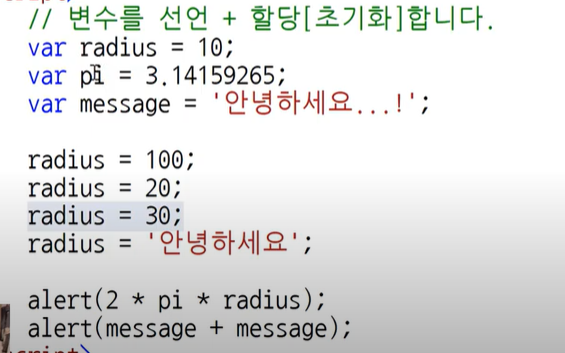 // 변수를 선언 + 할당[초기화]합니다.
var radius = 10;
var pi = 3.14159265;
var message = '안녕하세요...!';
radius = 100;
radius = 20;
radius = 30;
radius = '안녕하세요';
alert(2 * pi * radius);
alert(message + message);